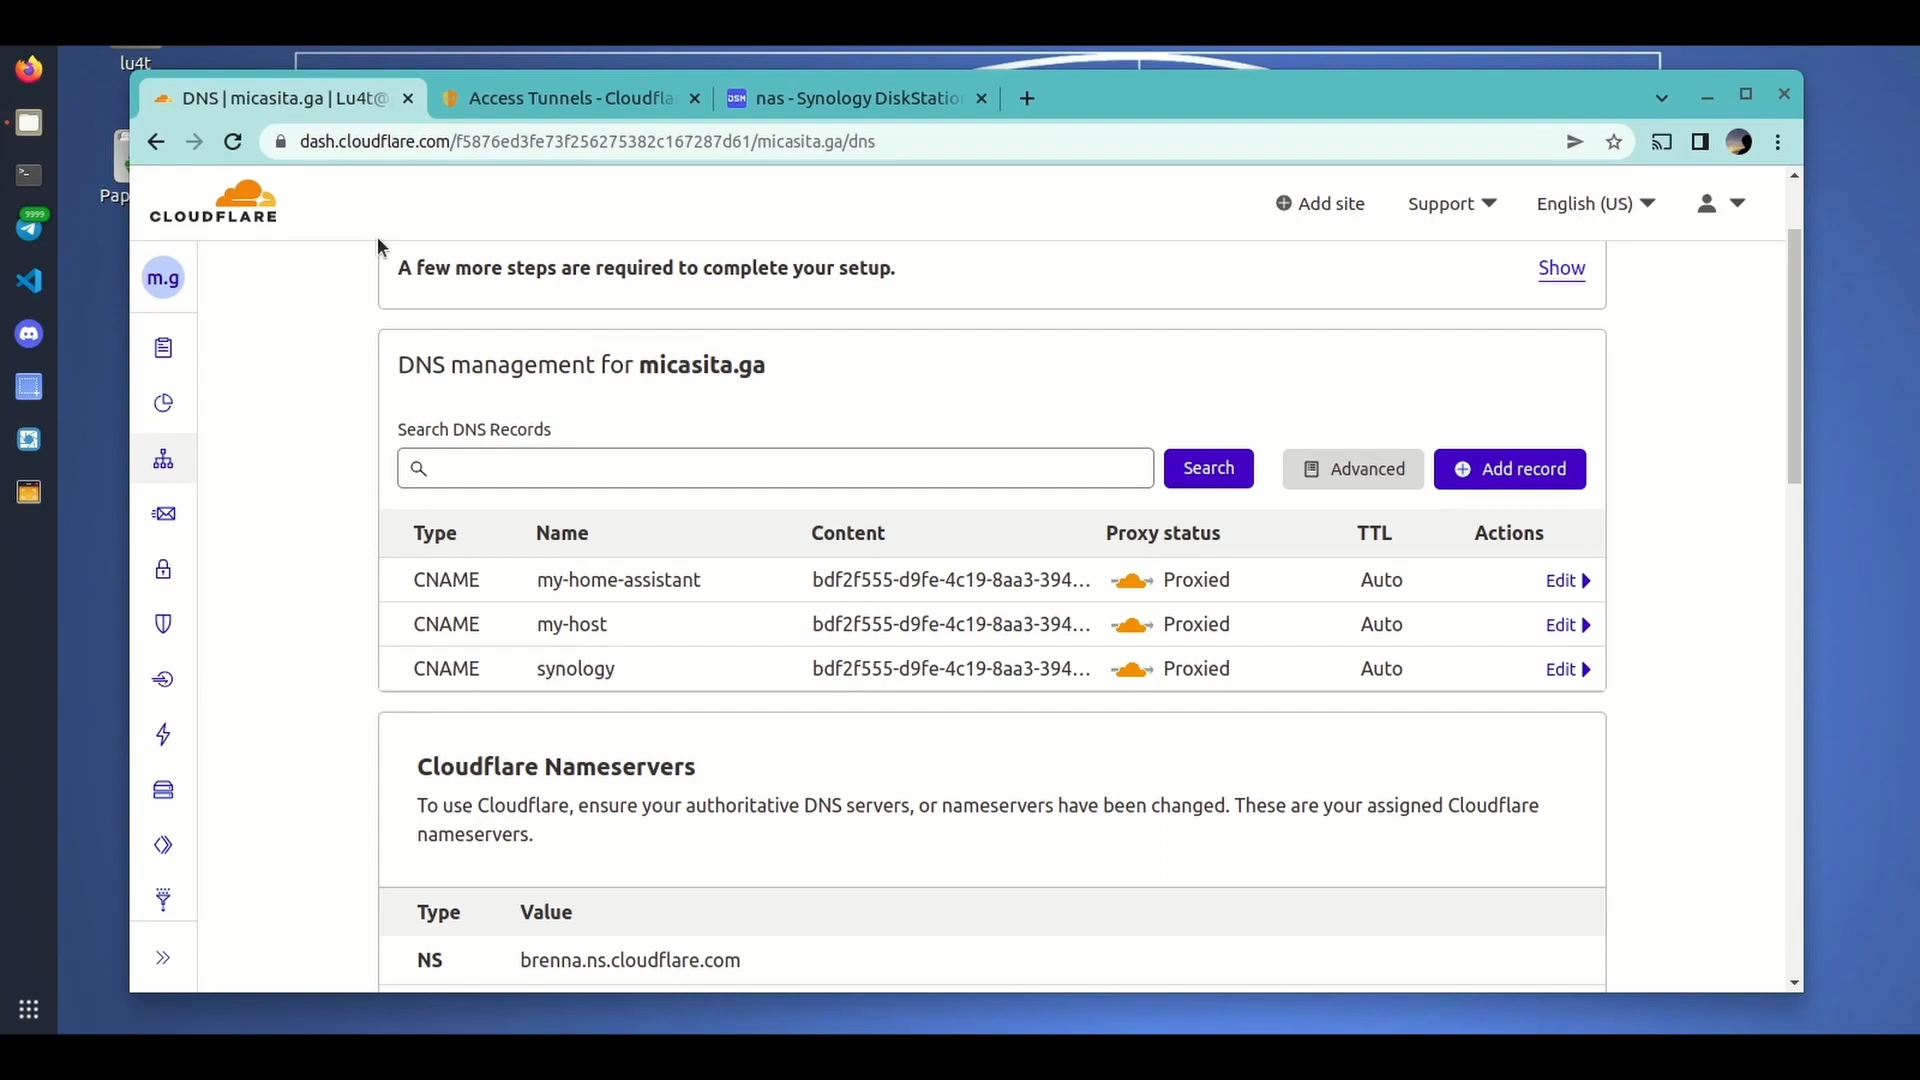 lu4t
DNS | micasita.ga | Lu4t@
Access Tunnels - Cloudfla
DSM
nas - Synology DiskStation
dash.cloudflare.com/f5876ed3fe73f256275382c167287d61/micasita.ga/dns
9999
Pap
CLOUDFLARE
Add site
Support
English (US)
m.g
A few more steps are required to complete your setup.
Show
DNS management for micasita.ga
Search DNS Records
Search
Advanced
Add record
Type Name Content Proxy status TTL Actions
CNAME my-home-assistant bdf2f555-d9fe-4c19-8aa3-394... Proxied Auto Edit
CNAME my-host bdf2f555-d9fe-4c19-8aa3-394... Proxied Auto Edit
CNAME synology bdf2f555-d9fe-4c19-8aa3-394... Proxied Auto Edit
Cloudflare Nameservers
To use Cloudflare, ensure your authoritative DNS servers, or nameservers have been changed. These are your assigned Cloudflare
nameservers.
Type Value
NS brenna.ns.cloudflare.com